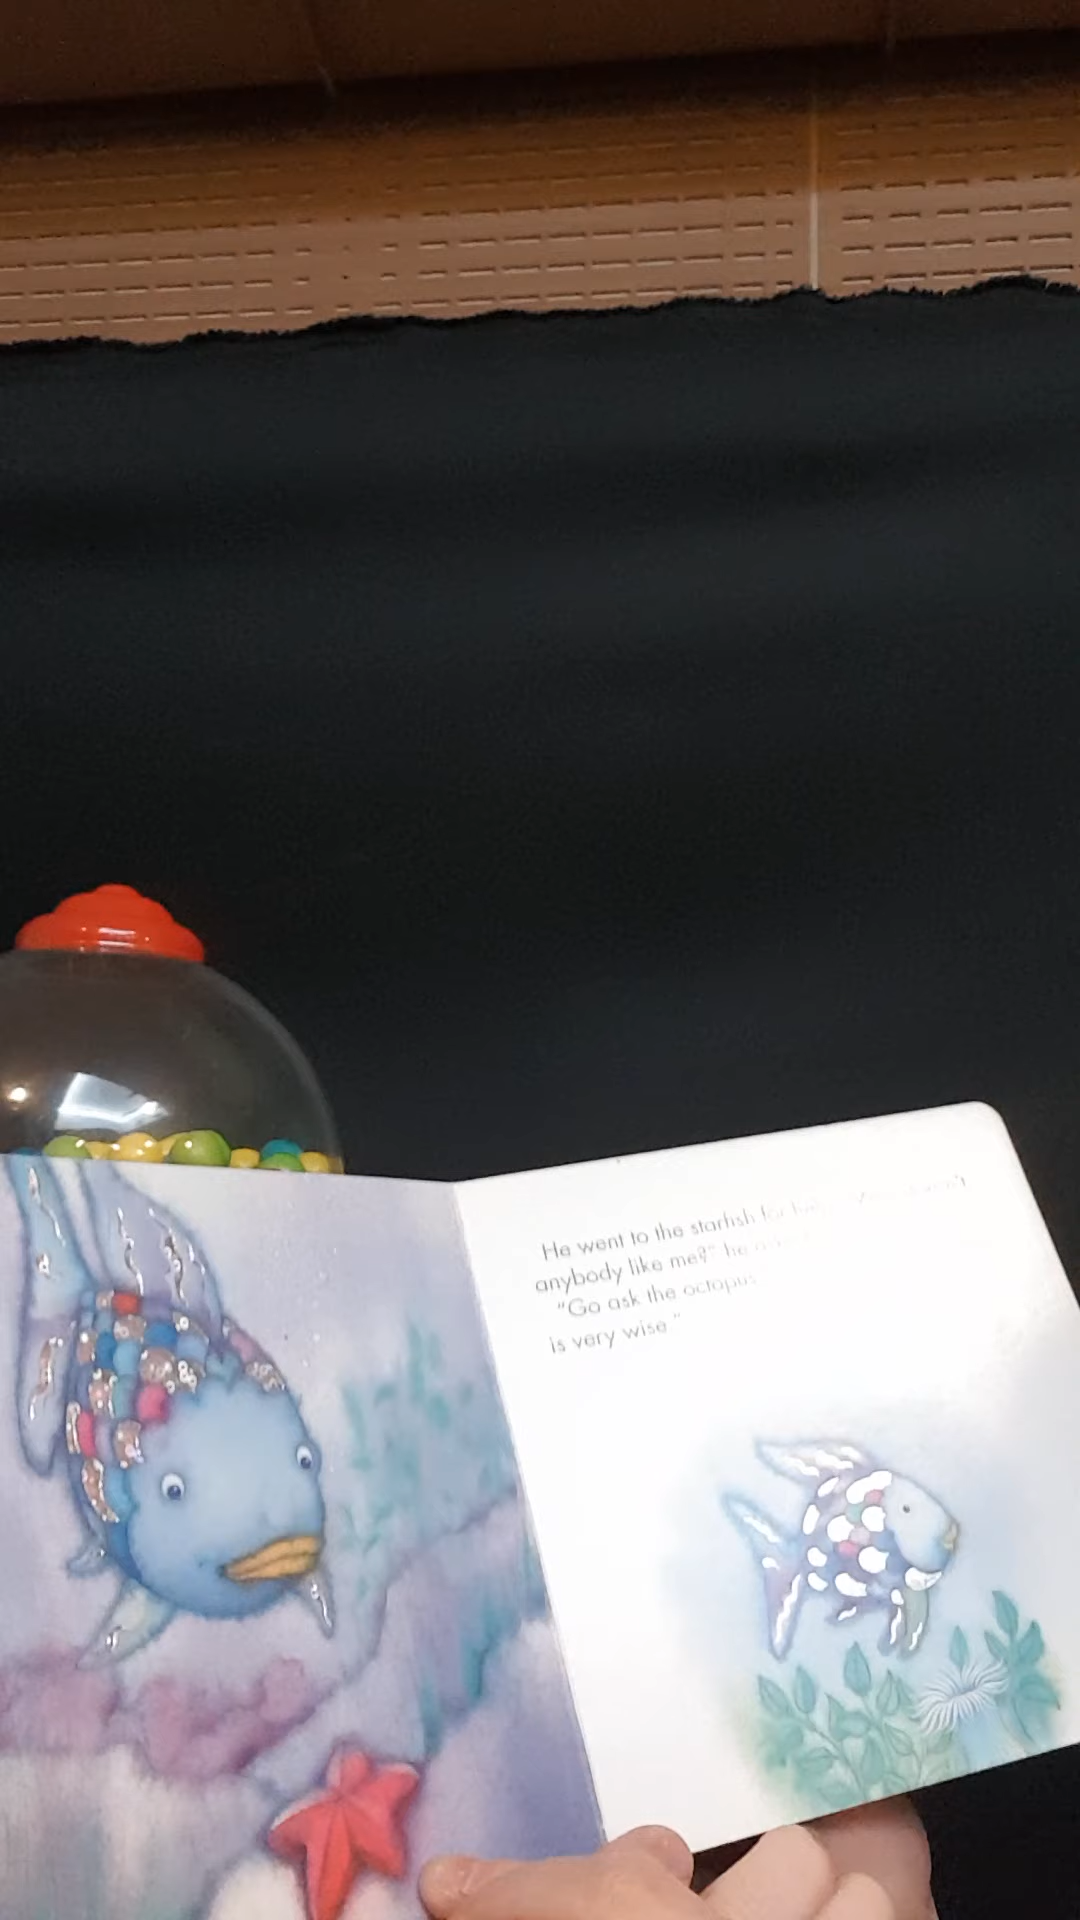 He went to the starfish for
anybody like me?" he
"Go ask the octopus
is very wise."